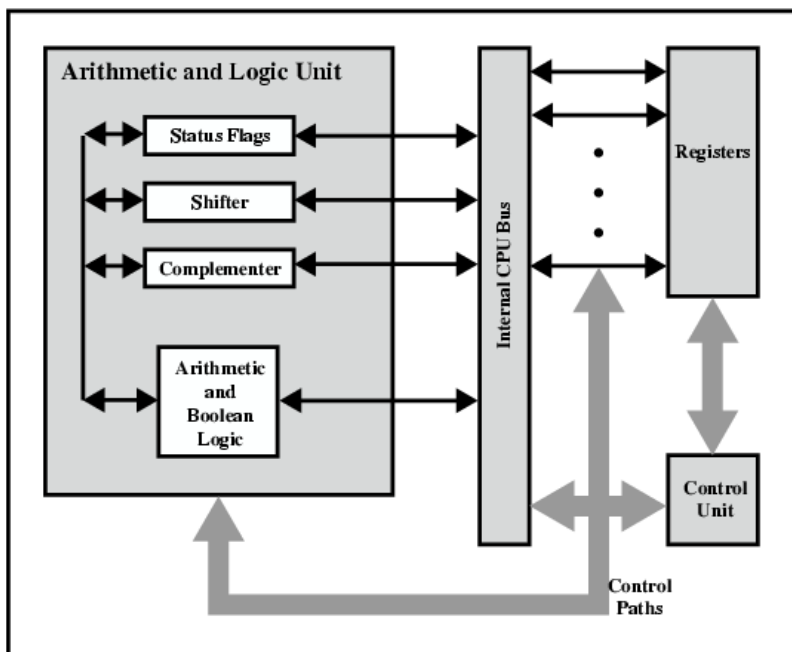 Arithmetic and Logic Unit
Status Flags
Shifter
Complementer
Arithmetic
and
Boolean
Logic
Internal CPU Bus
Registers
Control
Unit
Control
Paths